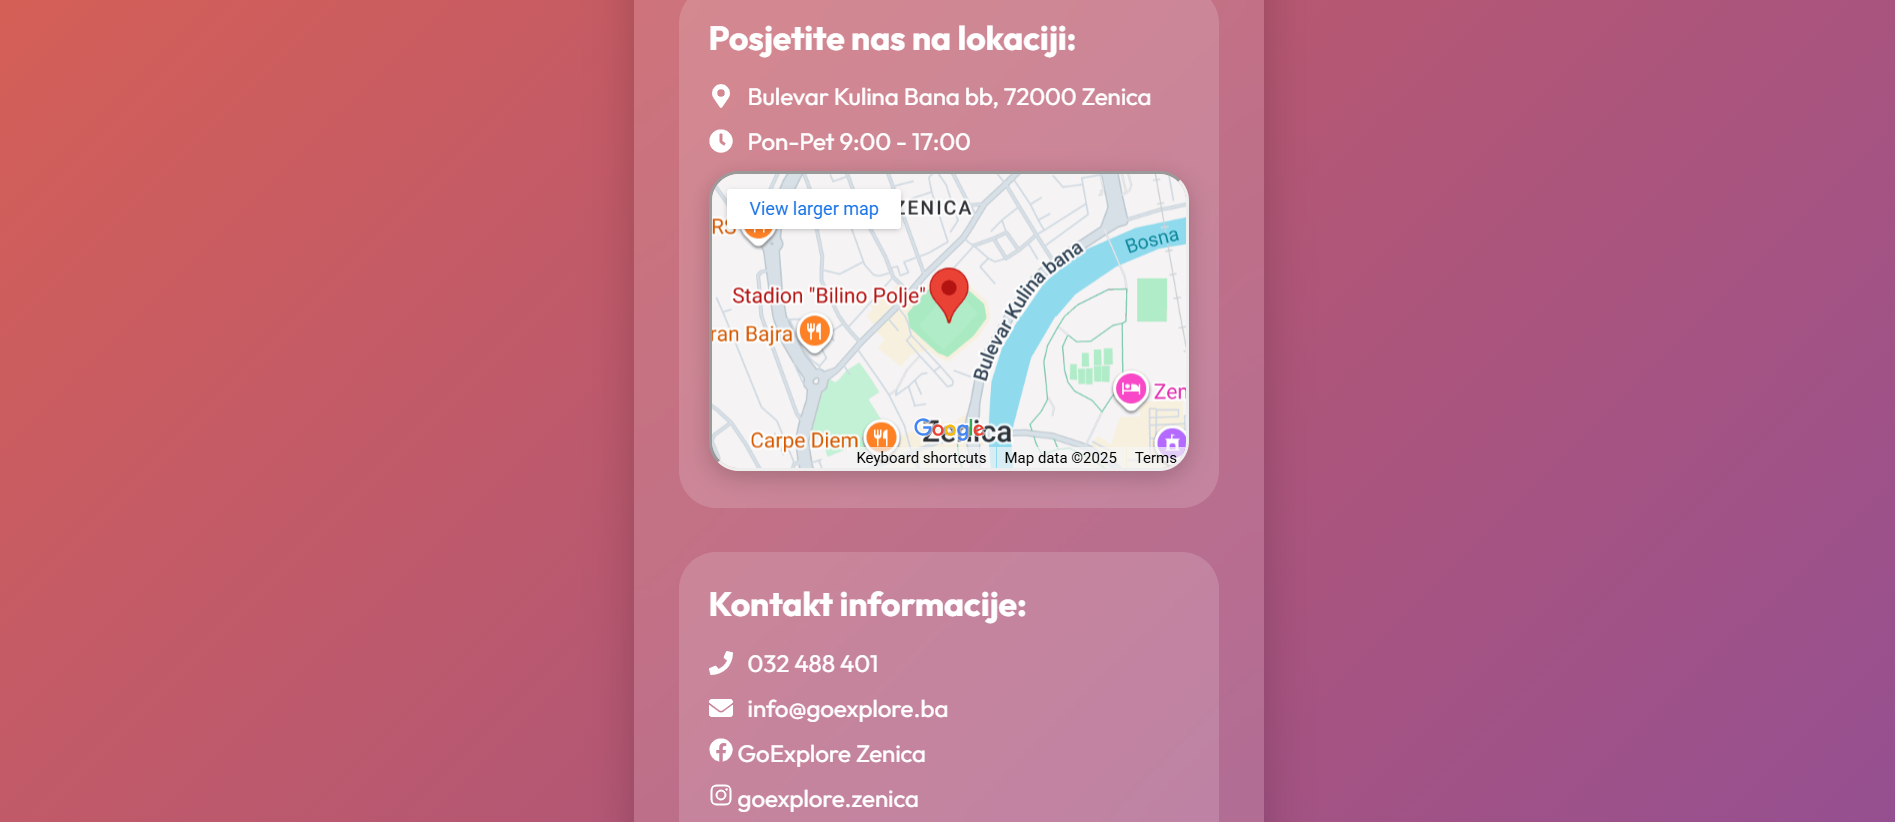 Posjetite nas na lokaciji:
Bulevar Kulina Bana bb, 72000 Zenica
Pon-Pet 9:00 - 17:00
View larger map
ZENICA
RS
Bosna
Bulevar Kulina bana
Stadion "Bilino Polje"
ran Bajra
Zen
Carpe Diem
Google
Zenica
Keyboard shortcuts
Map data ©2025
Terms
Kontakt informacije:
032 488 401
info@goexplore.ba
GoExplore Zenica
goexplore.zenica